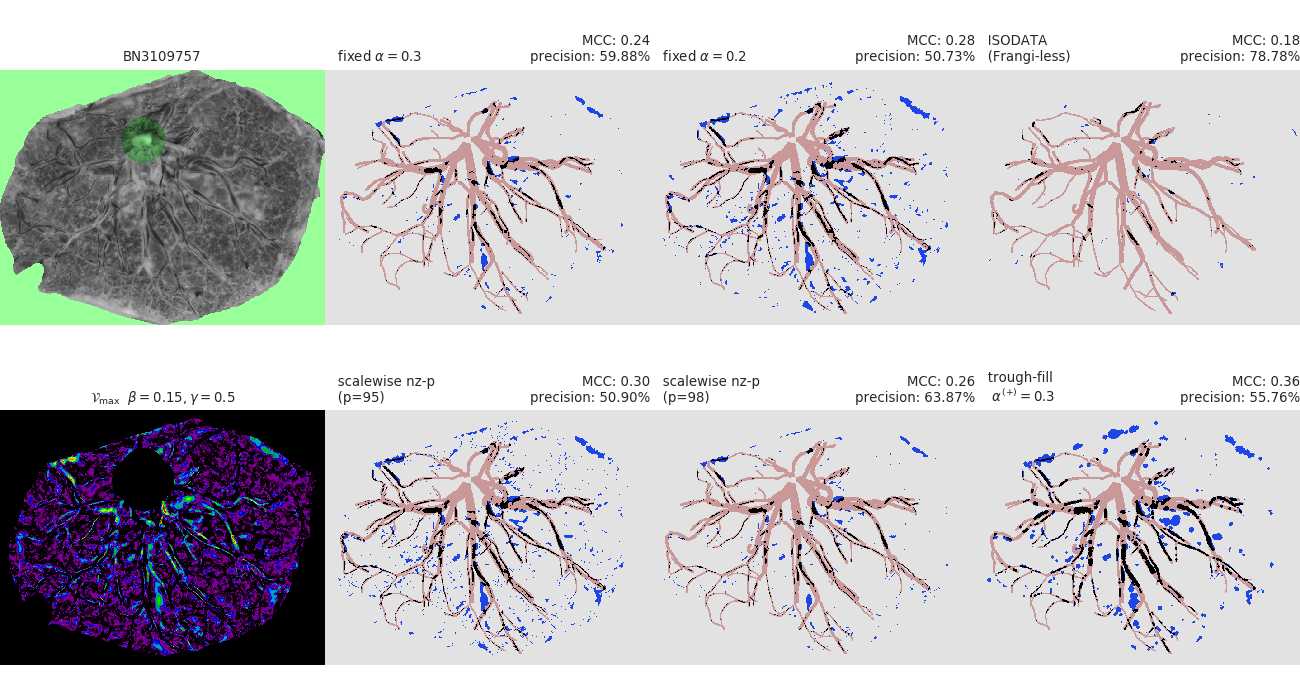 BN3109757
fixed α = 0.3
MCC: 0.24
precision: 59.88%
fixed α = 0.2
MCC: 0.28
precision: 50.73%
ISODATA
(Frangi-less)
MCC: 0.18
precision: 78.78%
𝒱max β = 0.15, γ = 0.5
scalewise nz-p
(p=95)
MCC: 0.30
precision: 50.90%
scalewise nz-p
(p=98)
MCC: 0.26
precision: 63.87%
trough-fill
α(+) = 0.3
MCC: 0.36
precision: 55.76%